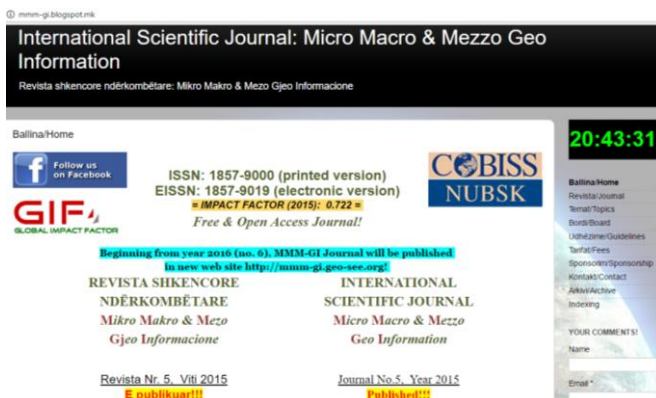 mmm-gi.blogspot.mk
International Scientific Journal: Micro Macro & Mezzo Geo
Information
Revista shkencore ndërkombëtare: Mikro Makro & Mezo Gjeo Informacione
Ballina/Home
Follow us
on Facebook
GIF
GLOBAL IMPACT FACTOR
ISSN: 1857-9000 (printed version)
EISSN: 1857-9019 (electronic version)
= IMPACT FACTOR (2015): 0.722 =
Free & Open Access Journal!
COBISS
NUBSK
Beginning from year 2016 (no. 6), MMM-GI Journal will be published
in new web site http://mmm-gi.geo-see.org!
REVISTA SHKENCORE
NDËRKOMBËTARE
Mikro Makro & Mezo
Gjeo Informacione
Revista Nr. 5, Viti 2015
E publikuar!!!
INTERNATIONAL
SCIENTIFIC JOURNAL
Micro Macro & Mezzo
Geo Information
Journal No.5, Year 2015
Published!!!
20:43:31
Ballina/Home
Revista/Journal
Temat/Topics
Bordi/Board
Udhëzime/Guidelines
Tarifat/Fees
Sponsorim/Sponsorship
Kontakt/Contact
Arkivi/Archive
Indexing
YOUR COMMENTS!
Name
Email *